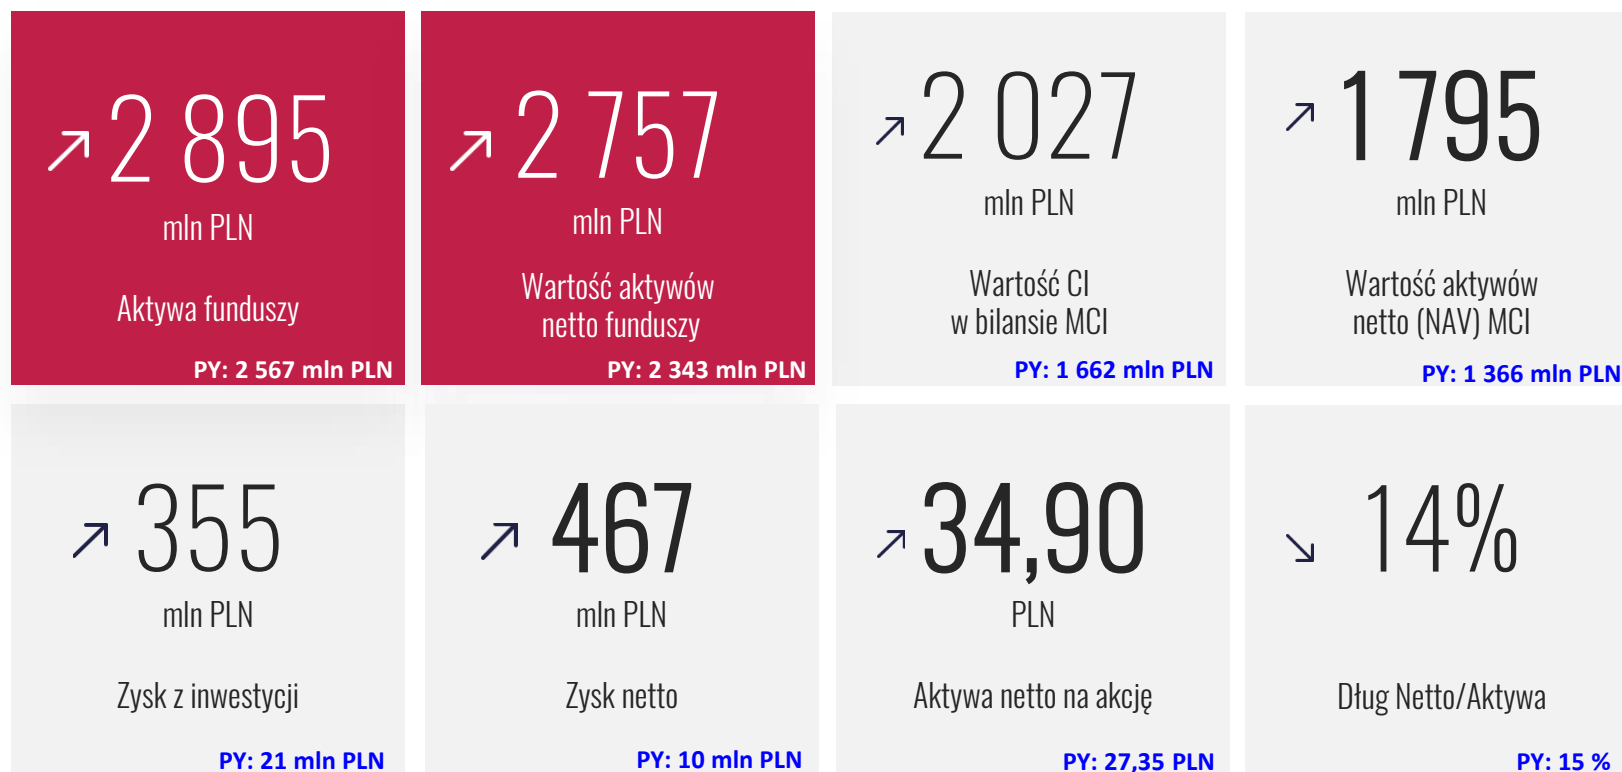 2 895
mln PLN
Aktywa funduszy
PY: 2 567 mln PLN
2 757
mln PLN
Wartość aktywów
netto funduszy
PY: 2 343 mln PLN
2 027
mln PLN
Wartość CI
w bilansie MCI
PY: 1 662 mln PLN
1 795
mln PLN
Wartość aktywów
netto (NAV) MCI
PY: 1 366 mln PLN
355
mln PLN
Zysk z inwestycji
PY: 21 mln PLN
467
mln PLN
Zysk netto
PY: 10 mln PLN
34,90
PLN
Aktywa netto na akcję
PY: 27,35 PLN
14%
Dług Netto/Aktywa
PY: 15 %